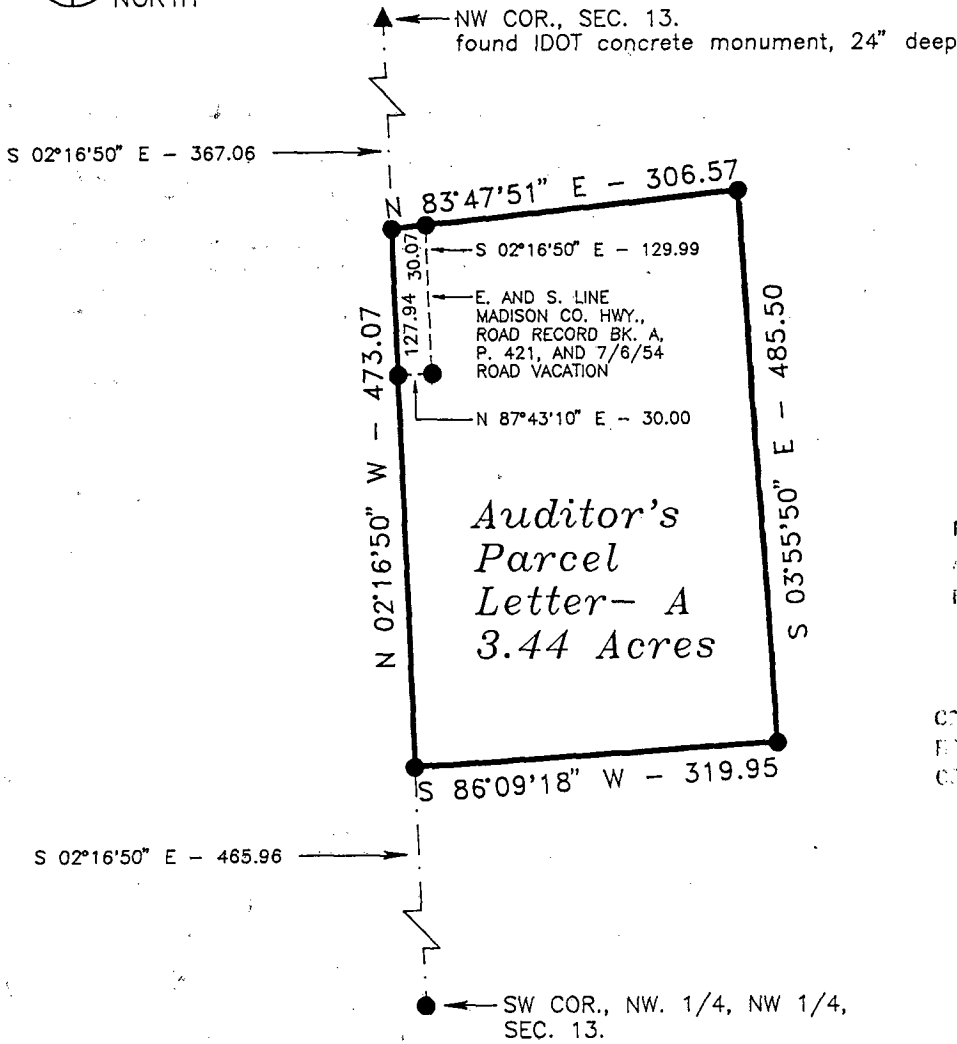 NORTH
NW COR., SEC. 13.
found IDOT concrete monument, 24" deep
S 02°16'50" E - 367.06
N 83°47'51" E - 306.57
S 02°16'50" E - 129.99
30.07
127.94
E. AND S. LINE
MADISON CO. HWY.,
ROAD RECORD BK. A,
P. 421, AND 7/6/54
ROAD VACATION
N 87°43'10" E - 30.00
N 02°16'50" W - 473.07
S 03°55'50" E - 485.50
Auditor's
Parcel
Letter- A
3.44 Acres
S 86°09'18" W - 319.95
S 02°16'50" E - 465.96
SW COR., NW. 1/4, NW 1/4,
SEC. 13.